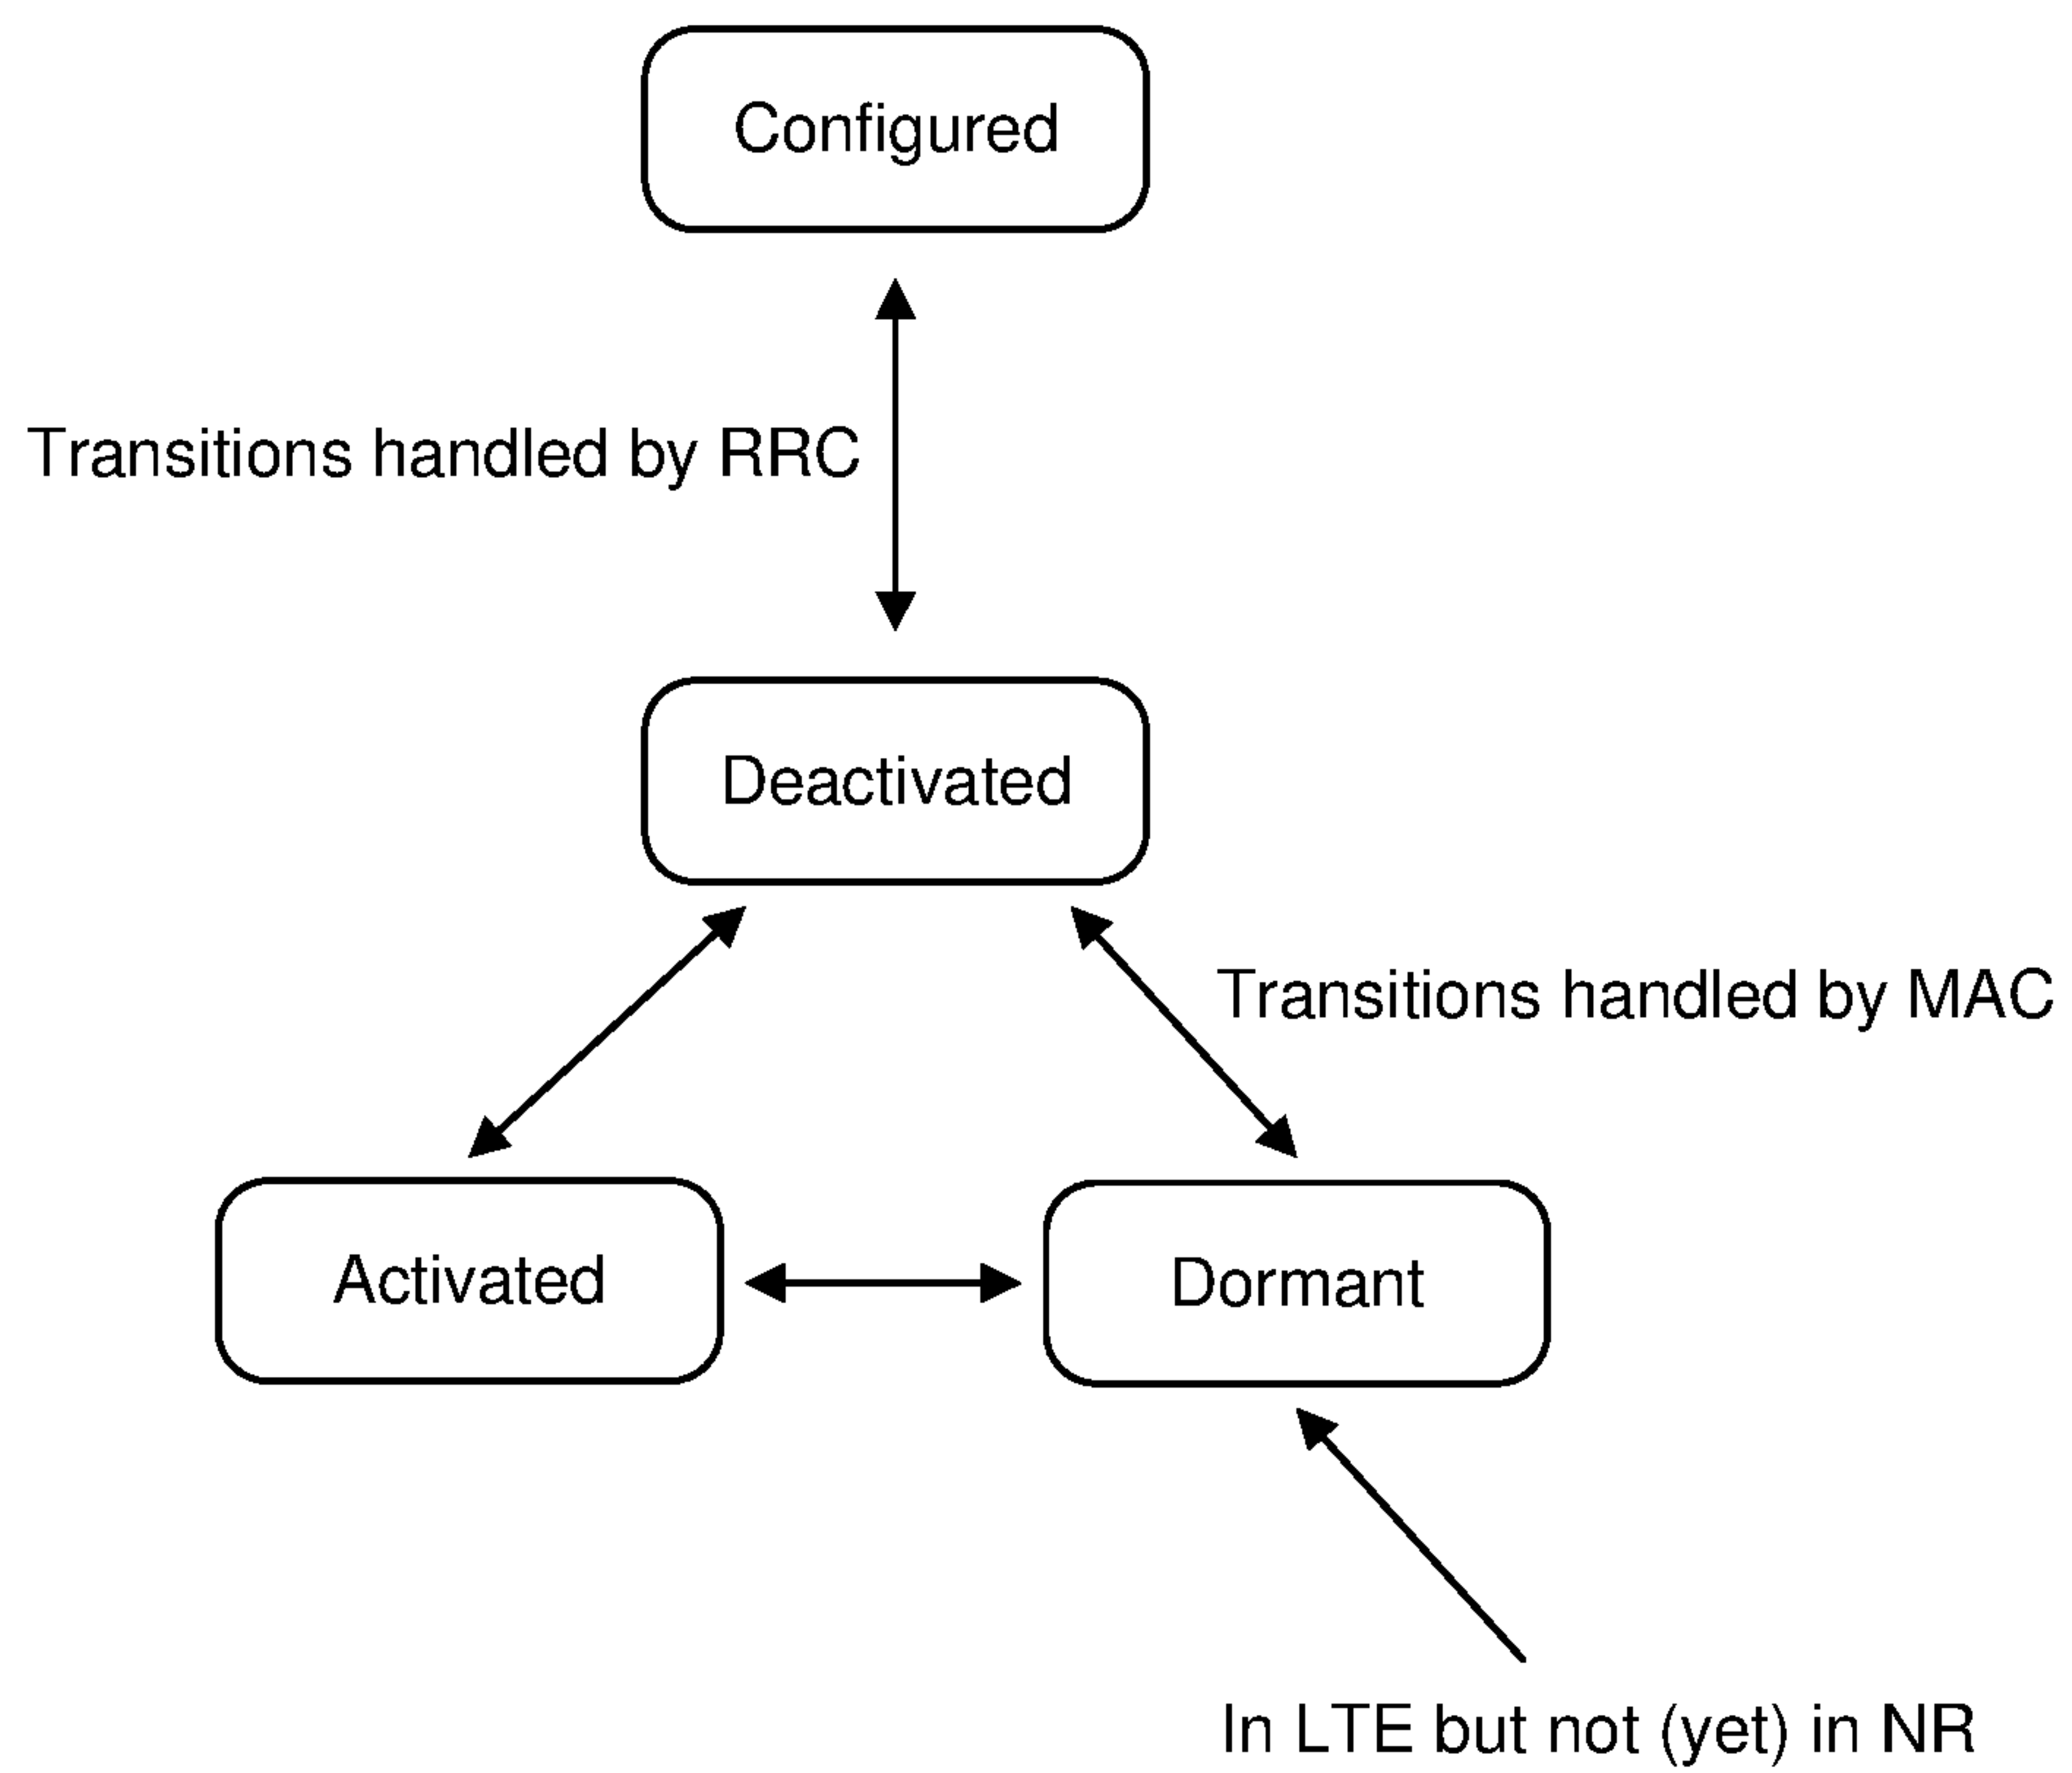 Configured
Transitions handled by RRC
Deactivated
Transitions handled by MAC
Activated
Dormant
In LTE but not (yet) in NR